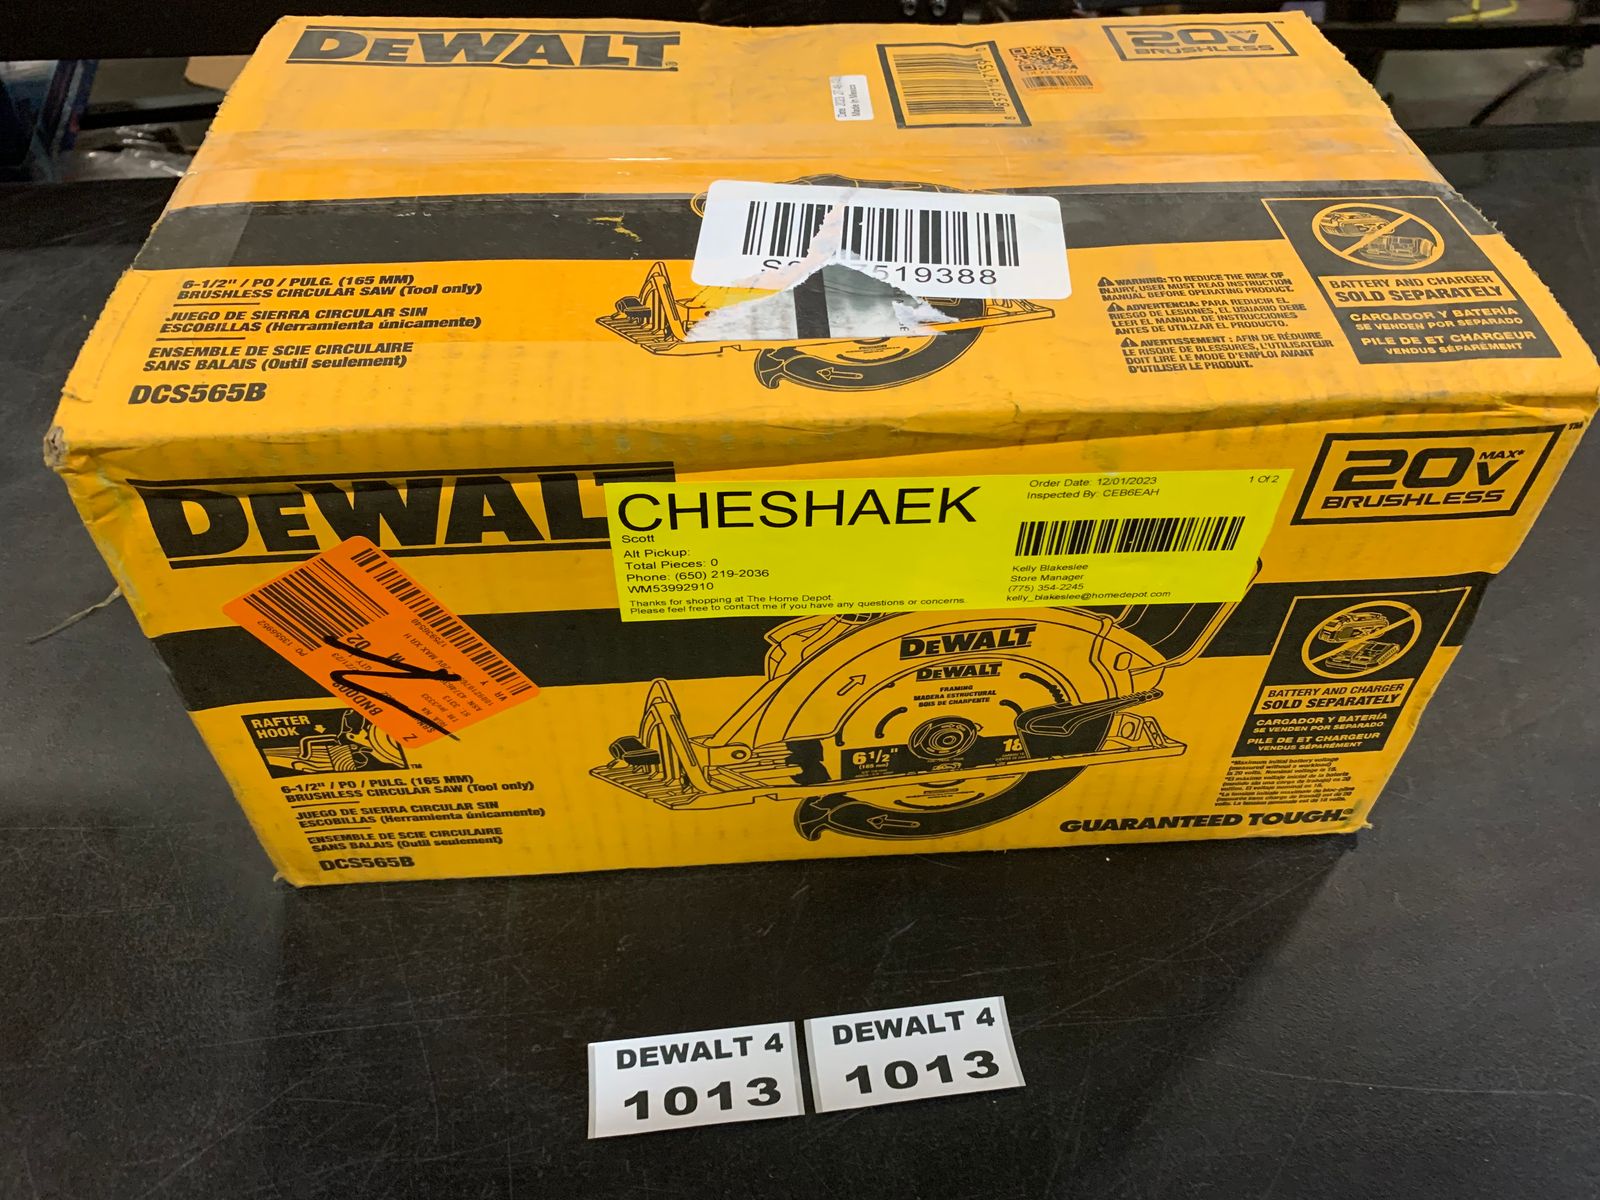 DEWALT
20V MAX*
BRUSHLESS
Made in Mexico
7519388
6-1/2" / PO / PULG. (165 MM)
BRUSHLESS CIRCULAR SAW (Tool only)
JUEGO DE SIERRA CIRCULAR SIN
ESCOBILLAS (Herramienta únicamente)
ENSEMBLE DE SCIE CIRCULAIRE
SANS BALAIS (Outil seulement)
DCS565B
WARNING: TO REDUCE THE RISK OF
INJURY, USER MUST READ INSTRUCTION
MANUAL BEFORE OPERATING PRODUCT.
ADVERTENCIA: PARA REDUCIR EL
RIESGO DE LESIONES, EL USUARIO DEBE
LEER EL MANUAL DE INSTRUCCIONES
ANTES DE UTILIZAR EL PRODUCTO.
AVERTISSEMENT : AFIN DE RÉDUIRE
LE RISQUE DE BLESSURES, L'UTILISATEUR
DOIT LIRE LE MODE D'EMPLOI AVANT
D'UTILISER LE PRODUIT.
BATTERY AND CHARGER
SOLD SEPARATELY
CARGADOR Y BATERÍA
SE VENDEN POR SEPARADO
PILE DE ET CHARGEUR
VENDUS SÉPARÉMENT
DEWALT
20V MAX*
BRUSHLESS
CHESHAEK
Scott
Alt Pickup:
Total Pieces: 0
Phone: (650) 219-2036
WM53992910
Thanks for shopping at The Home Depot.
Please feel free to contact me if you have any questions or concerns.
Order Date: 12/01/2023
Inspected By: CEB6EAH
1 Of 2
Kelly Blakeslee
Store Manager
(775) 354-2245
kelly_blakeslee@homedepot.com
RAFTER
HOOK
DEWALT
DEWALT
FRAMING
MADERA ESTRUCTURAL
BOIS DE CHARPENTE
6 1/2"
(165 mm)
18
6-1/2" / PO / PULG. (165 MM)
BRUSHLESS CIRCULAR SAW (Tool only)
JUEGO DE SIERRA CIRCULAR SIN
ESCOBILLAS (Herramienta únicamente)
ENSEMBLE DE SCIE CIRCULAIRE
SANS BALAIS (Outil seulement)
DCS565B
BATTERY AND CHARGER
SOLD SEPARATELY
CARGADOR Y BATERÍA
SE VENDEN POR SEPARADO
PILE DE ET CHARGEUR
VENDUS SÉPARÉMENT
GUARANTEED TOUGH.®
DEWALT 4
1013
DEWALT 4
1013